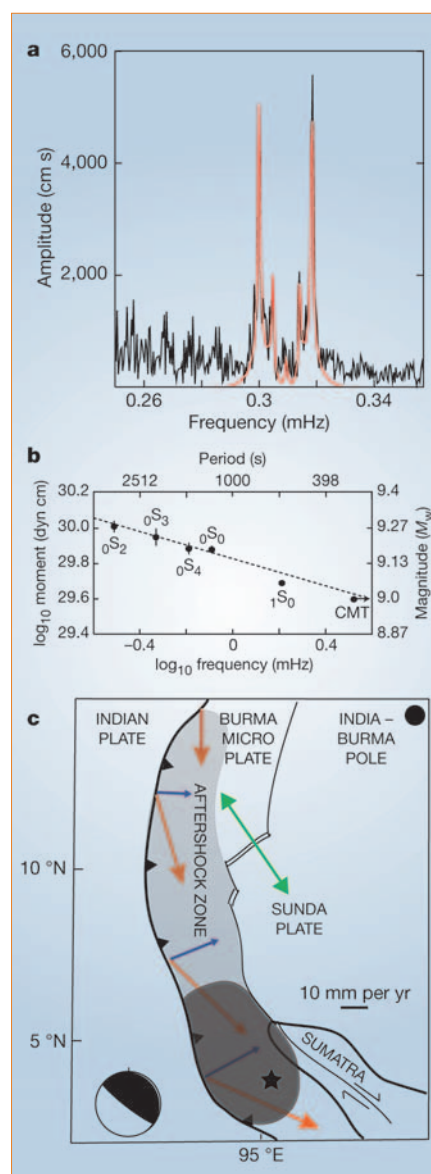 a
6,000
4,000
2,000
Amplitude (cm s)
0.26
0.3
0.34
Frequency (mHz)
b
Period (s)
2512
1000
398
30.2
30.0
29.8
29.6
29.4
log10 moment (dyn cm)
9.4
9.27
9.13
9.0
8.87
Magnitude (Mw)
0S2
0S3
0S4
0S0
1S0
CMT
−0.4
0
0.4
log10 frequency (mHz)
c
INDIAN
PLATE
BURMA
MICRO
PLATE
INDIA –
BURMA
POLE
AFTERSHOCK ZONE
10 °N
SUNDA
PLATE
10 mm per yr
5 °N
SUMATRA
95 °E